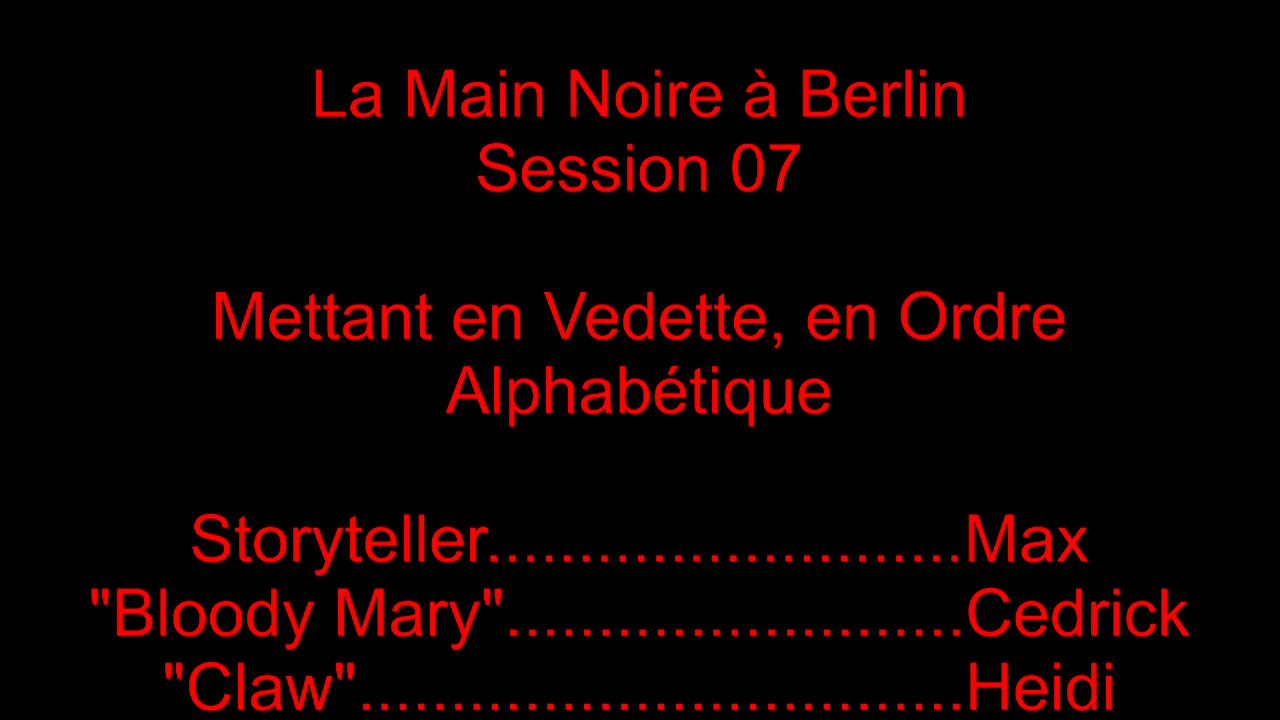 La Main Noire à Berlin
Session 07
Mettant en Vedette, en Ordre
Alphabétique
Storyteller..........................Max
"Bloody Mary".........................Cedrick
"Claw".................................Heidi